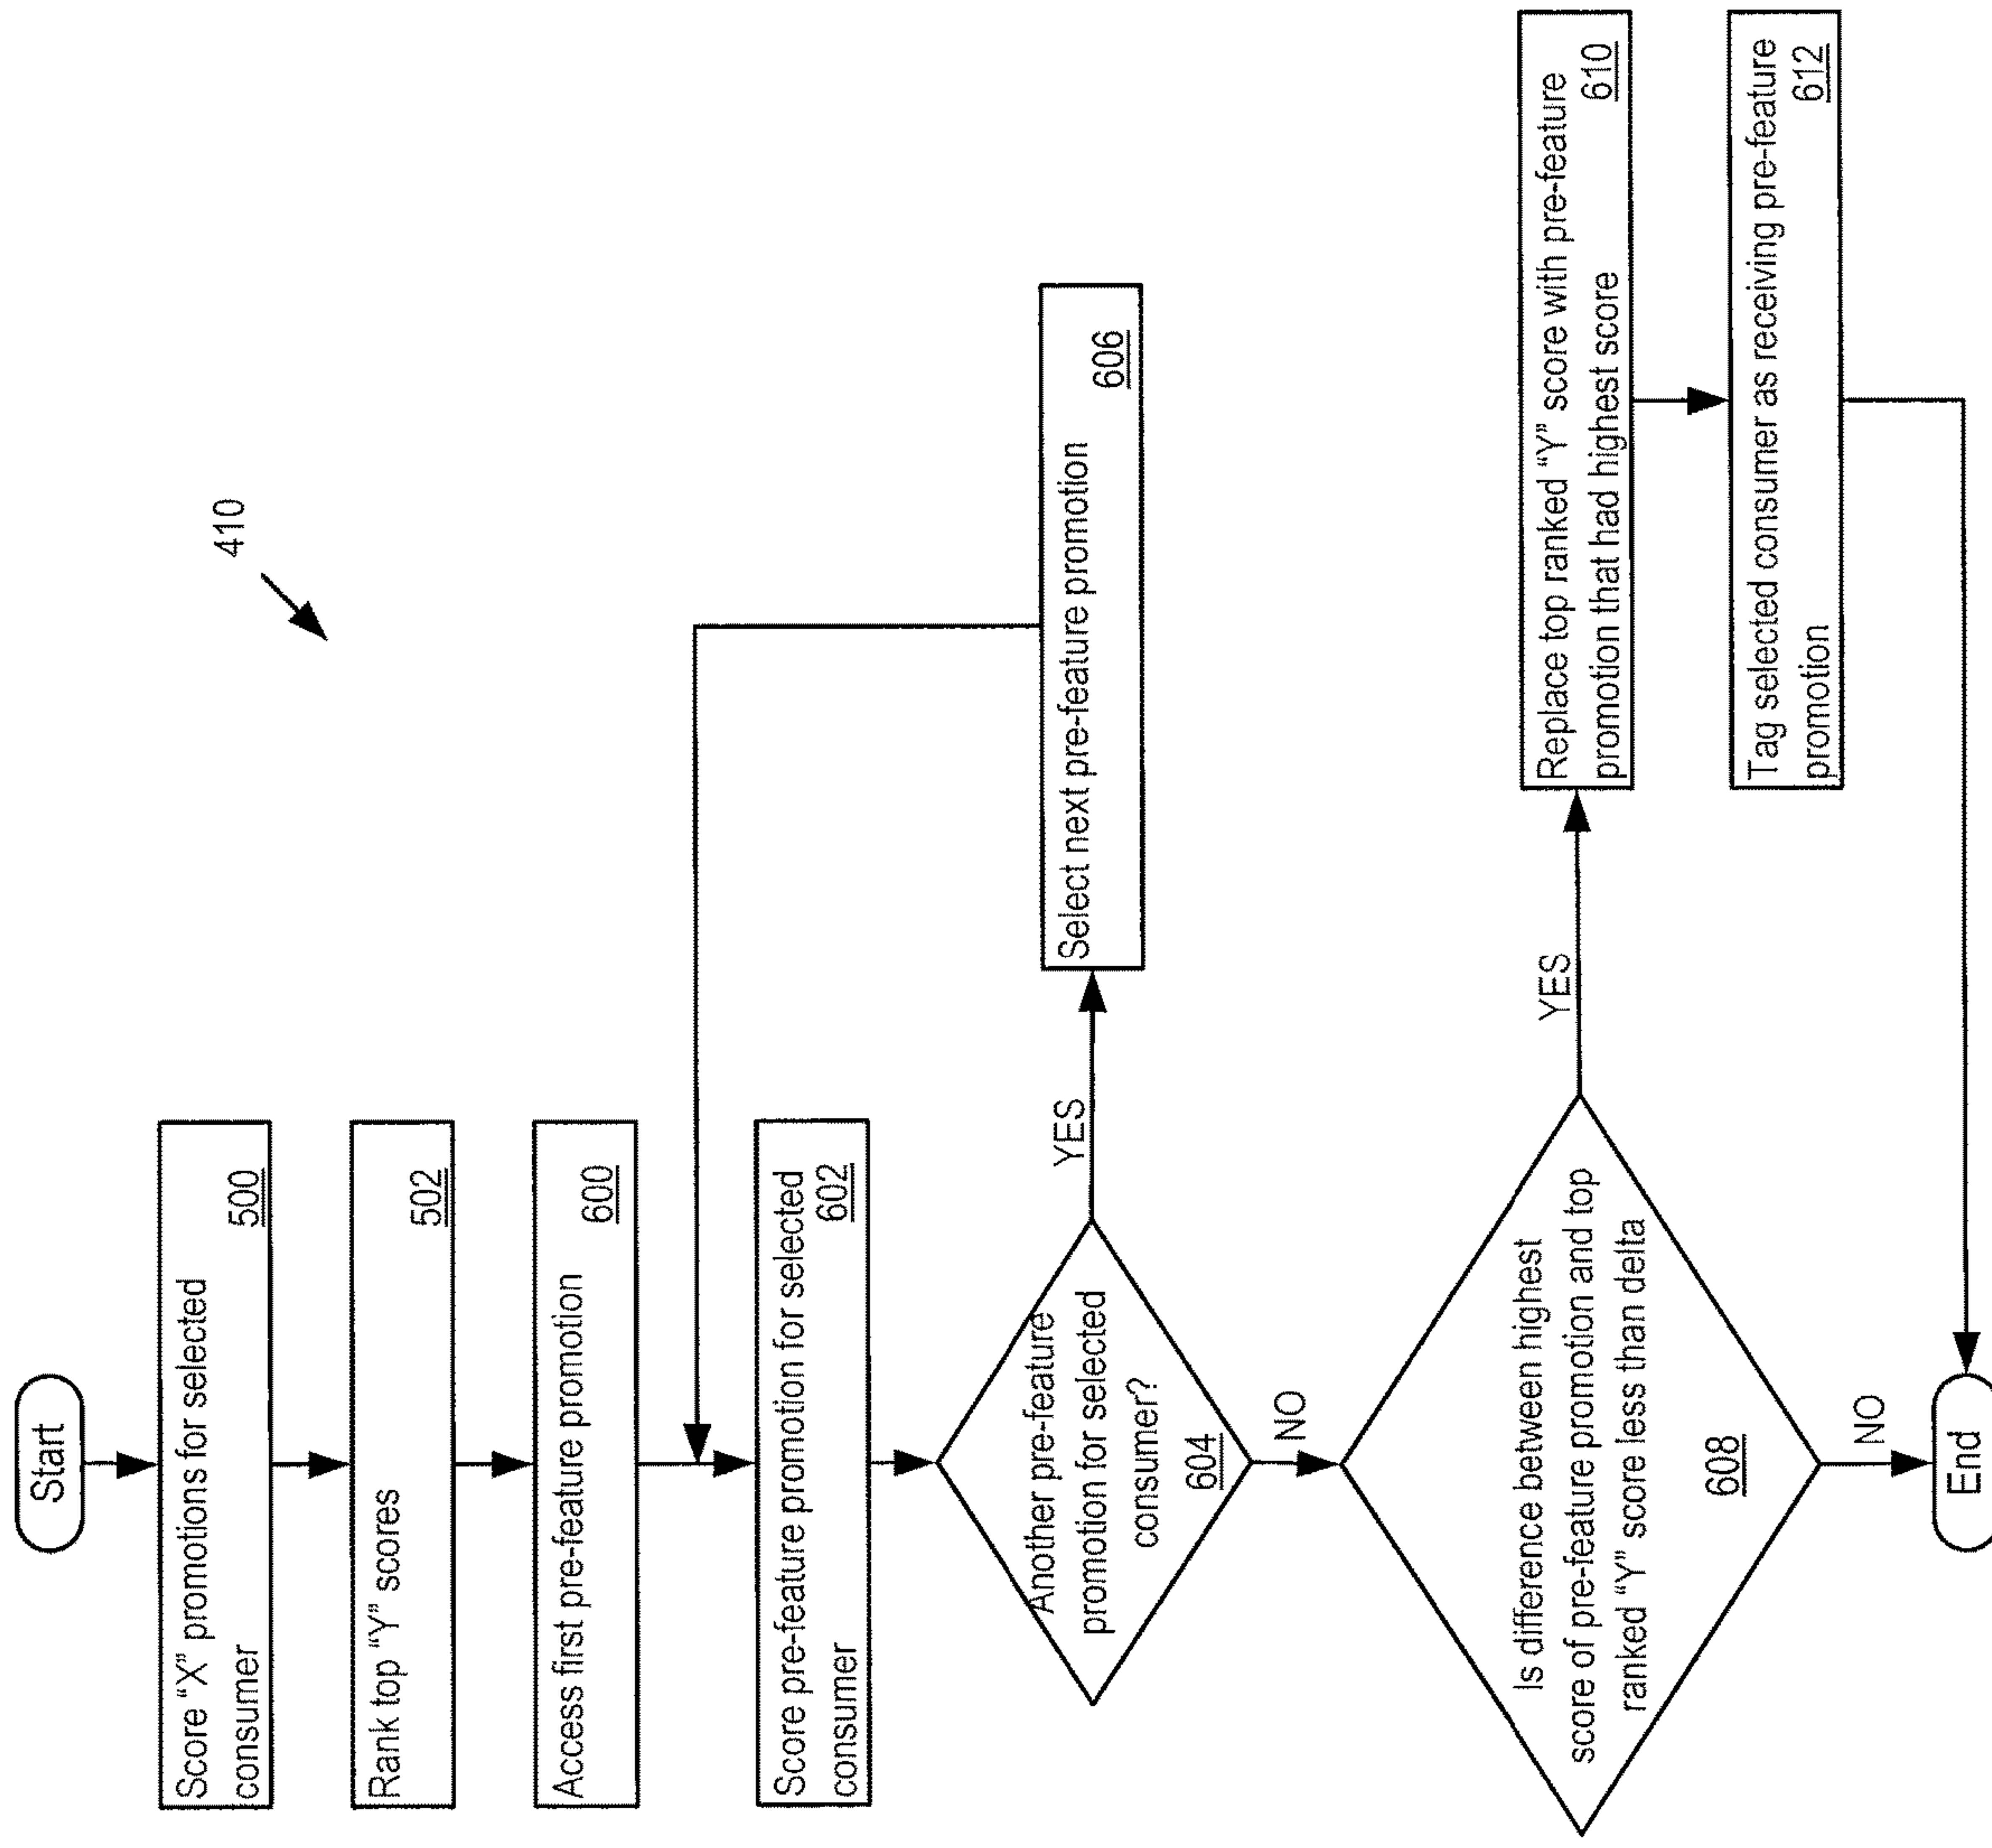 410
Start
Score “X” promotions for selected
consumer
500
Rank top “Y” scores
502
Access first pre-feature promotion
600
Score pre-feature promotion for selected
consumer
602
Another pre-feature
promotion for selected
consumer?
604
YES
Select next pre-feature promotion
606
NO
Is difference between highest
score of pre-feature promotion and top
ranked “Y” score less than delta
608
YES
Replace top ranked “Y” score with pre-feature
promotion that had highest score
610
Tag selected consumer as receiving pre-feature
promotion
612
NO
End